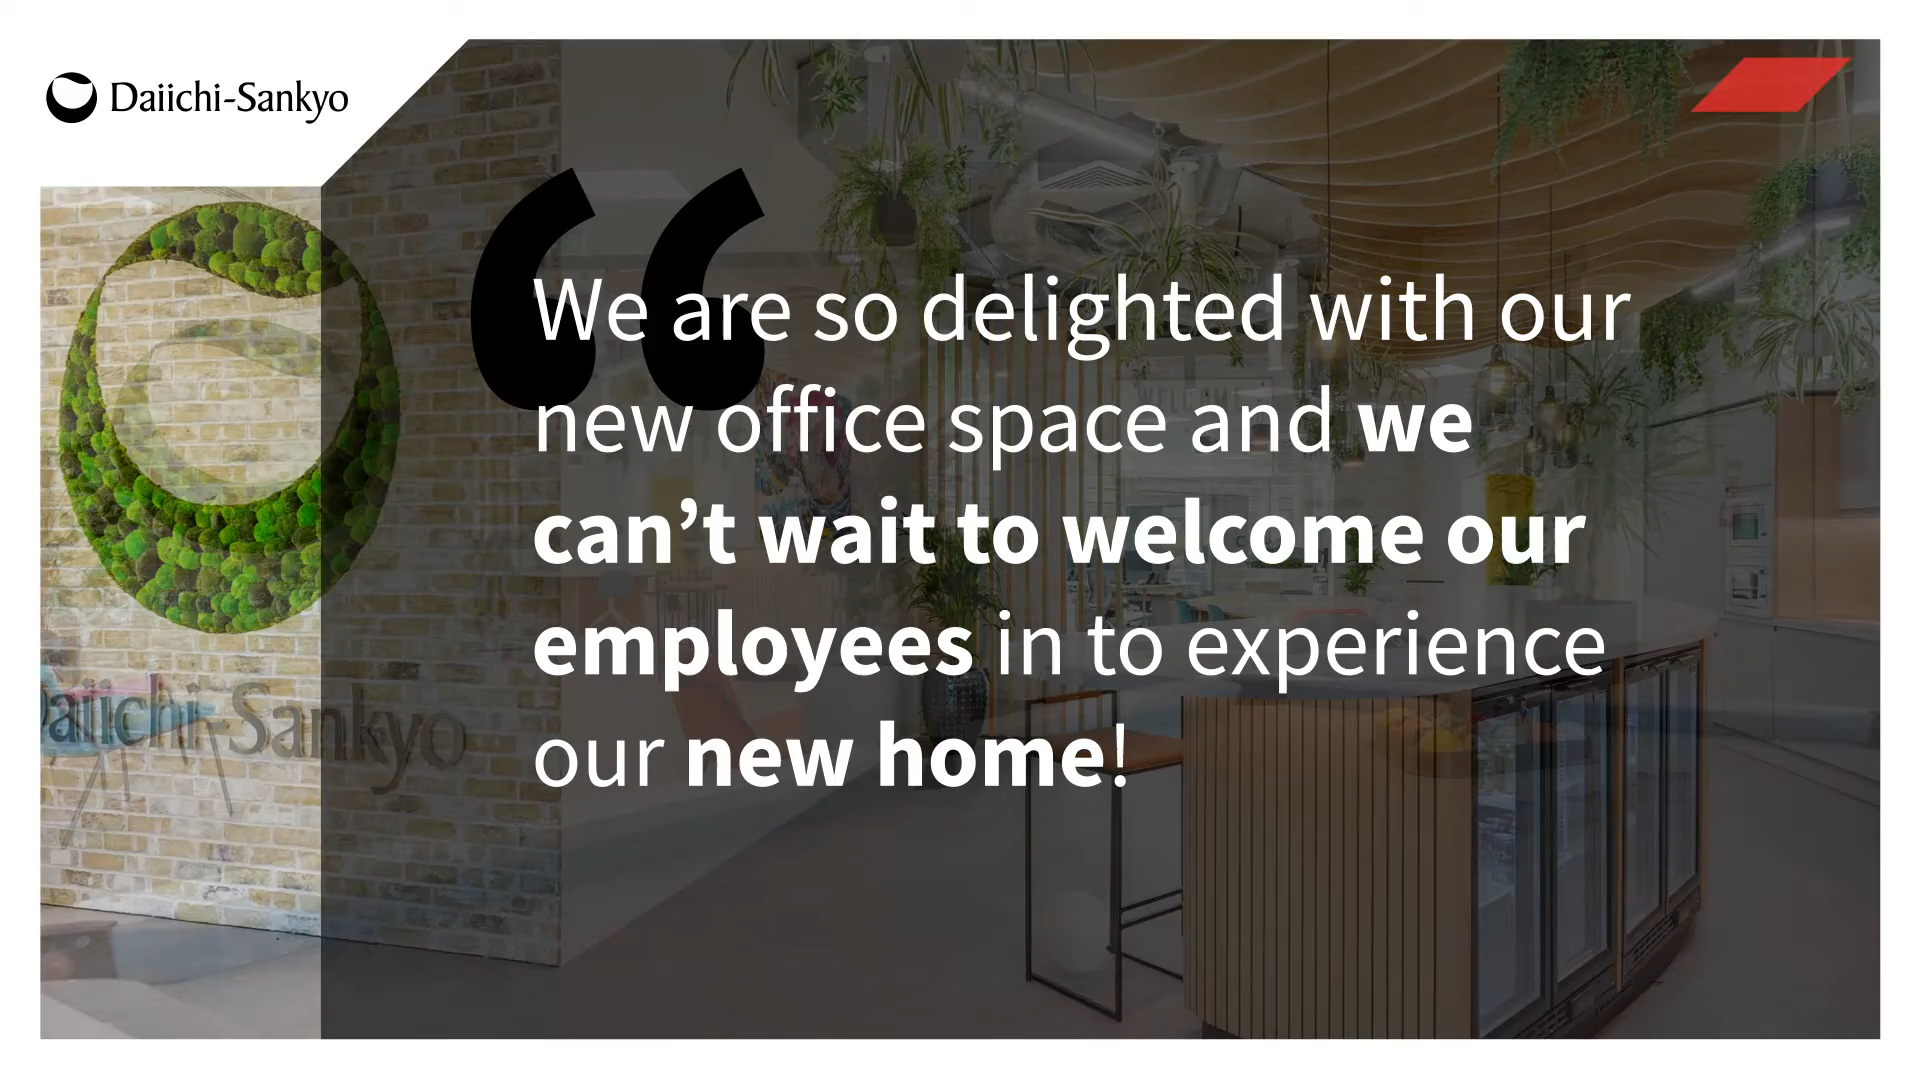 Daiichi-Sankyo
We are so delighted with our
new office space and we
can’t wait to welcome our
employees in to experience
our new home!
Daiichi-Sankyo